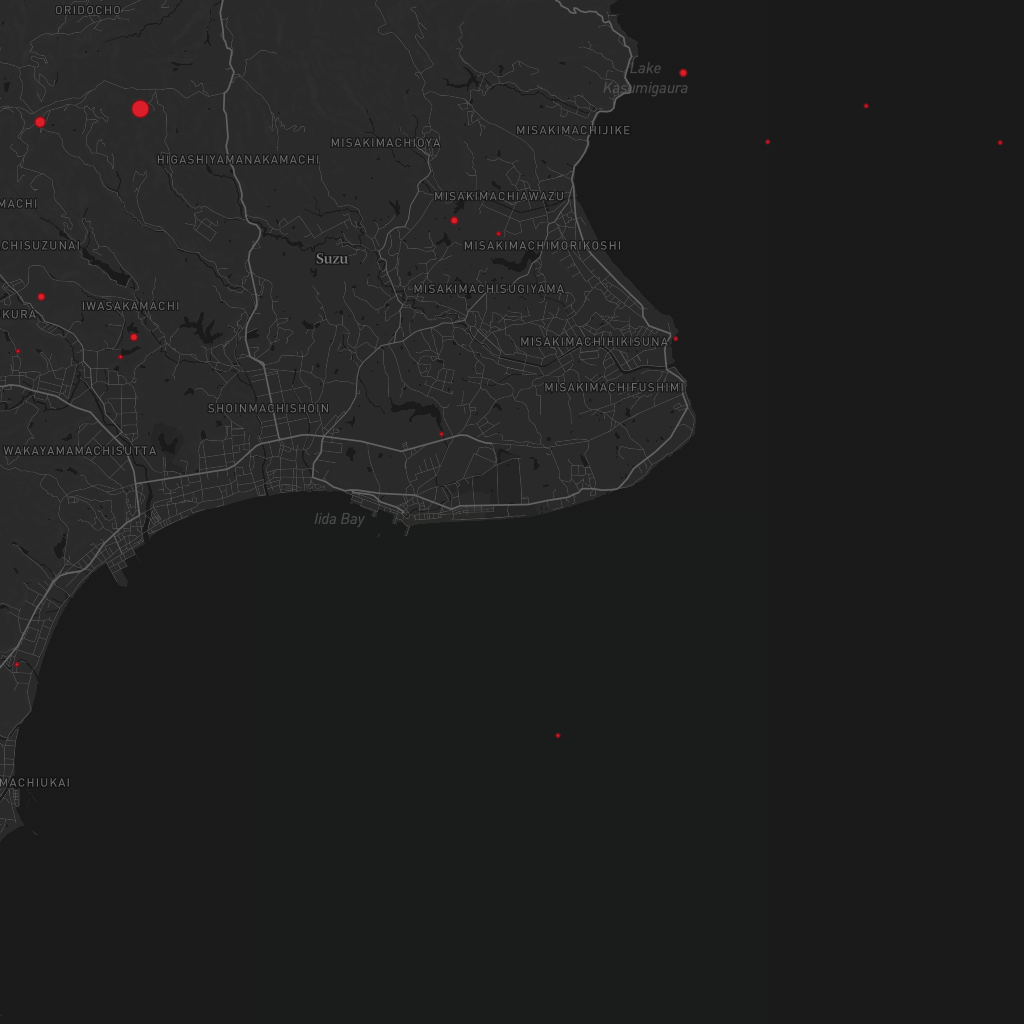 ORIDOCHO
Lake
Kasumigaura
MISAKIMACHIJIKE
MISAKIMACHIOYA
HIGASHIYAMANAKAMACHI
MISAKIMACHIAWAZU
MACHI
CHISUZUNAI
MISAKIMACHIMORIKOSHI
Suzu
MISAKIMACHISUGIYAMA
IWASAKAMACHI
KURA
MISAKIMACHIHIKISUNA
MISAKIMACHIFUSHIMI
SHOINMACHISHOIN
WAKAYAMAMACHISUTTA
Iida Bay
MACHIUKAI